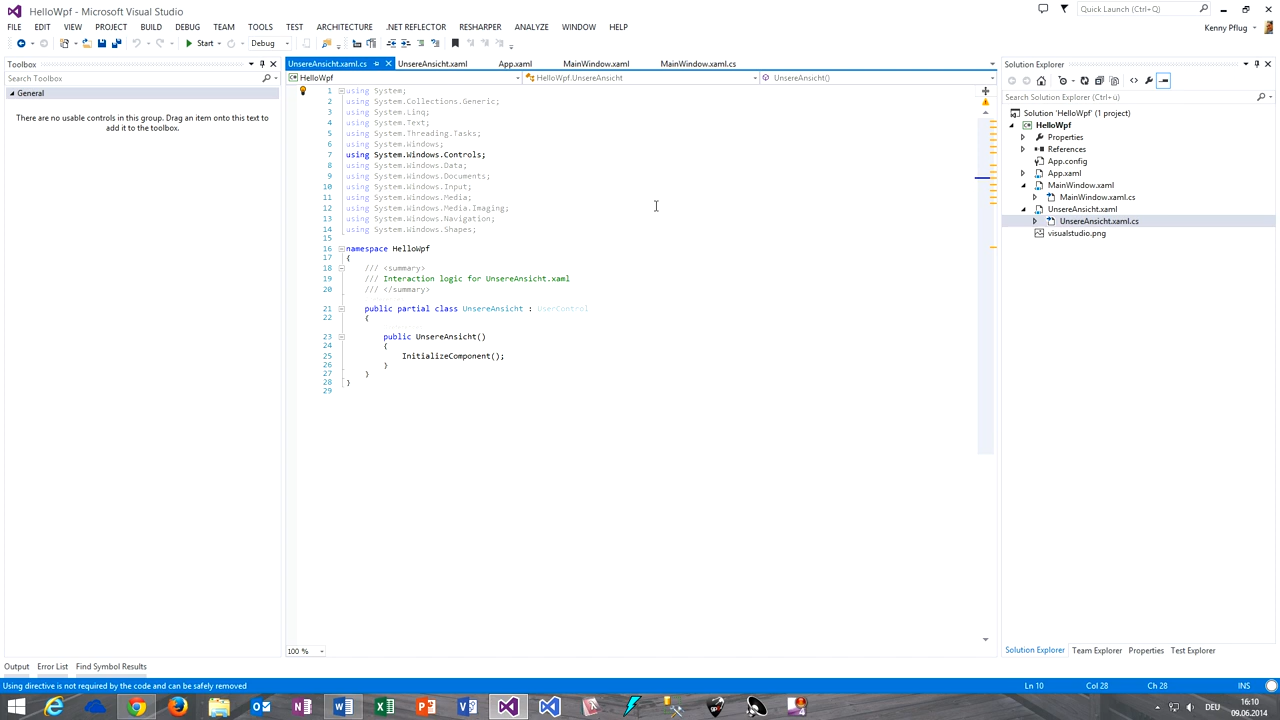 HelloWpf - Microsoft Visual Studio
Quick Launch (Ctrl+Q)
FILE EDIT VIEW PROJECT BUILD DEBUG TEAM TOOLS TEST ARCHITECTURE .NET REFLECTOR RESHARPER ANALYZE WINDOW HELP
Kenny Pflug
Start Debug
Toolbox
Search Toolbox
General
There are no usable controls in this group. Drag an item onto this text to
add it to the toolbox.
UnsereAnsicht.xaml.cs UnsereAnsicht.xaml App.xaml MainWindow.xaml MainWindow.xaml.cs
HelloWpf HelloWpf.UnsereAnsicht UnsereAnsicht()
1 using System;
2 using System.Collections.Generic;
3 using System.Linq;
4 using System.Text;
5 using System.Threading.Tasks;
6 using System.Windows;
7 using System.Windows.Controls;
8 using System.Windows.Data;
9 using System.Windows.Documents;
10 using System.Windows.Input;
11 using System.Windows.Media;
12 using System.Windows.Media.Imaging;
13 using System.Windows.Navigation;
14 using System.Windows.Shapes;
15
16 namespace HelloWpf
17 {
18 /// <summary>
19 /// Interaction logic for UnsereAnsicht.xaml
20 /// </summary>
21 public partial class UnsereAnsicht : UserControl
22 {
23 public UnsereAnsicht()
24 {
25 InitializeComponent();
26 }
27 }
28 }
29
100 %
Solution Explorer
Search Solution Explorer (Ctrl+ü)
Solution 'HelloWpf' (1 project)
HelloWpf
Properties
References
App.config
App.xaml
MainWindow.xaml
MainWindow.xaml.cs
UnsereAnsicht.xaml
UnsereAnsicht.xaml.cs
visualstudio.png
Solution Explorer Team Explorer Properties Test Explorer
Output Error List Find Symbol Results
Using directive is not required by the code and can be safely removed
Ln 10 Col 28 Ch 28 INS
DEU
16:10
09.06.2014